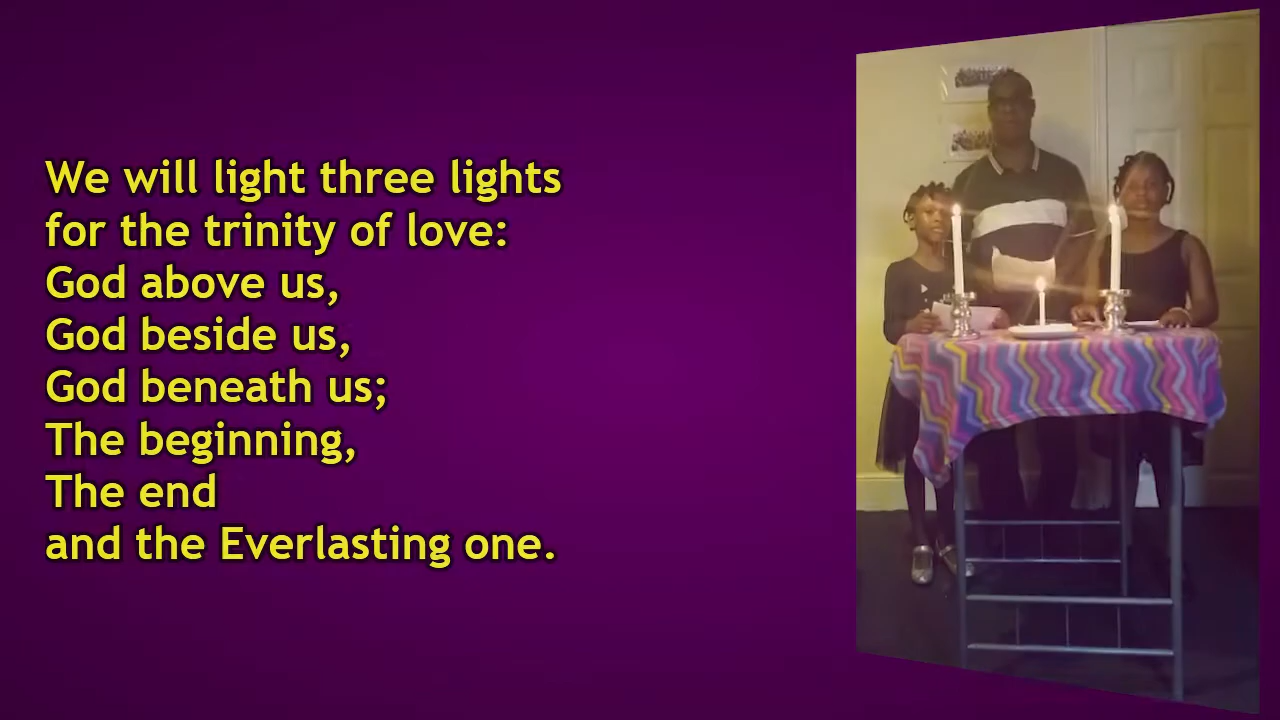 We will light three lights
for the trinity of love:
God above us,
God beside us,
God beneath us;
The beginning,
The end
and the Everlasting one.